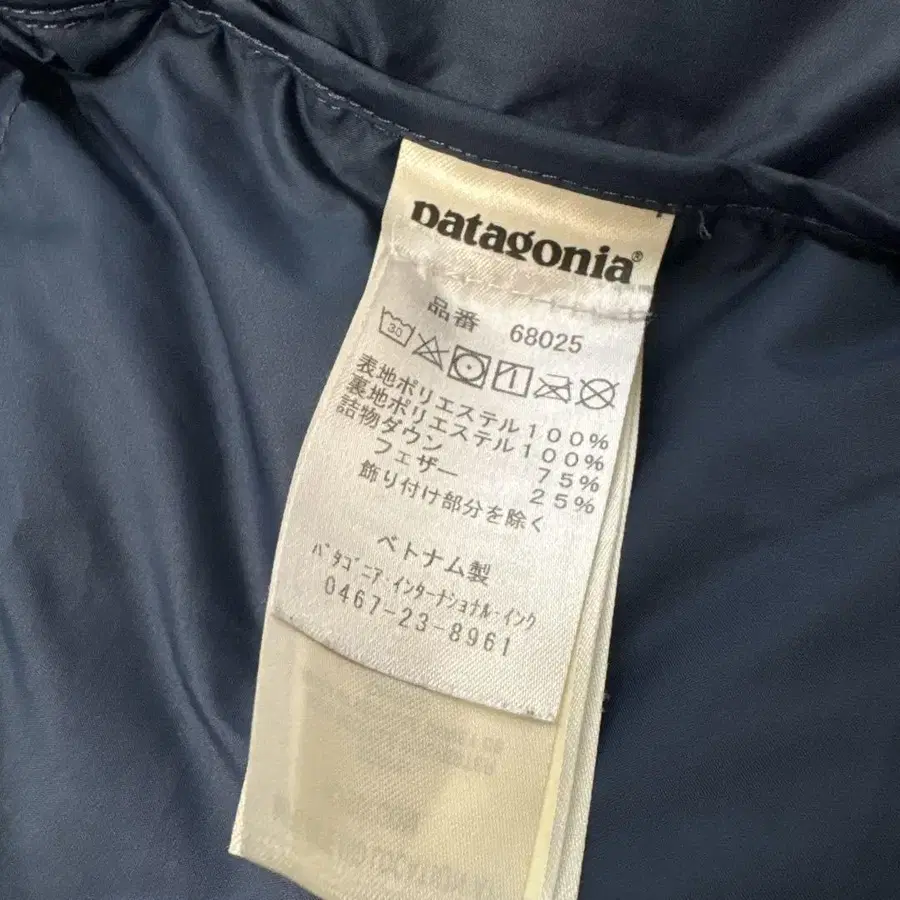 patagonia®
品番 68025
30
表地ポリエステル100%
裏地ポリエステル100%
詰物ダウン 75%
フェザー 25%
飾り付け部分を除く
ベトナム製
パタゴニア・インターナショナル・インク
0467-23-8961